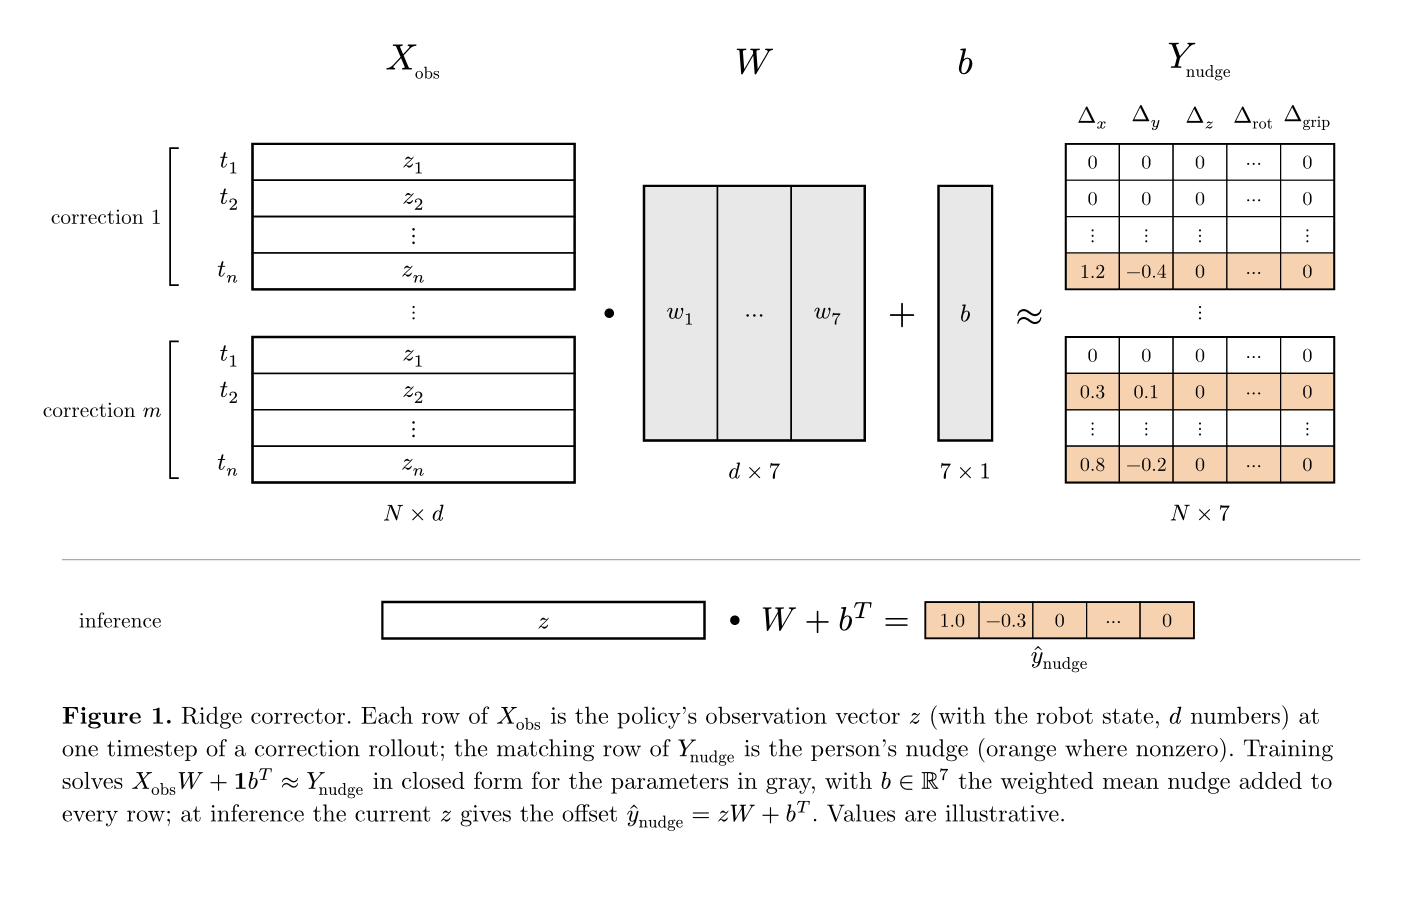 X_obs W b Y_nudge
Δ_x Δ_y Δ_z Δ_rot Δ_grip
t_1 z_1 0 0 0 ⋯ 0
t_2 z_2 0 0 0 ⋯ 0
correction 1
⋮ ⋮ ⋮ ⋮ ⋮
t_n z_n 1.2 −0.4 0 ⋯ 0
⋮ • w_1 ⋯ w_7 + b ≈ ⋮
t_1 z_1 0 0 0 ⋯ 0
t_2 z_2 0.3 0.1 0 ⋯ 0
correction m
⋮ ⋮ ⋮ ⋮ ⋮
t_n z_n 0.8 −0.2 0 ⋯ 0
d × 7 7 × 1
N × d N × 7
inference z • W + b^T = 1.0 −0.3 0 ⋯ 0
ŷ_nudge
Figure 1. Ridge corrector. Each row of X_obs is the policy's observation vector z (with the robot state, d numbers) at
one timestep of a correction rollout; the matching row of Y_nudge is the person's nudge (orange where nonzero). Training
solves X_obs W + 1b^T ≈ Y_nudge in closed form for the parameters in gray, with b ∈ ℝ^7 the weighted mean nudge added to
every row; at inference the current z gives the offset ŷ_nudge = zW + b^T. Values are illustrative.